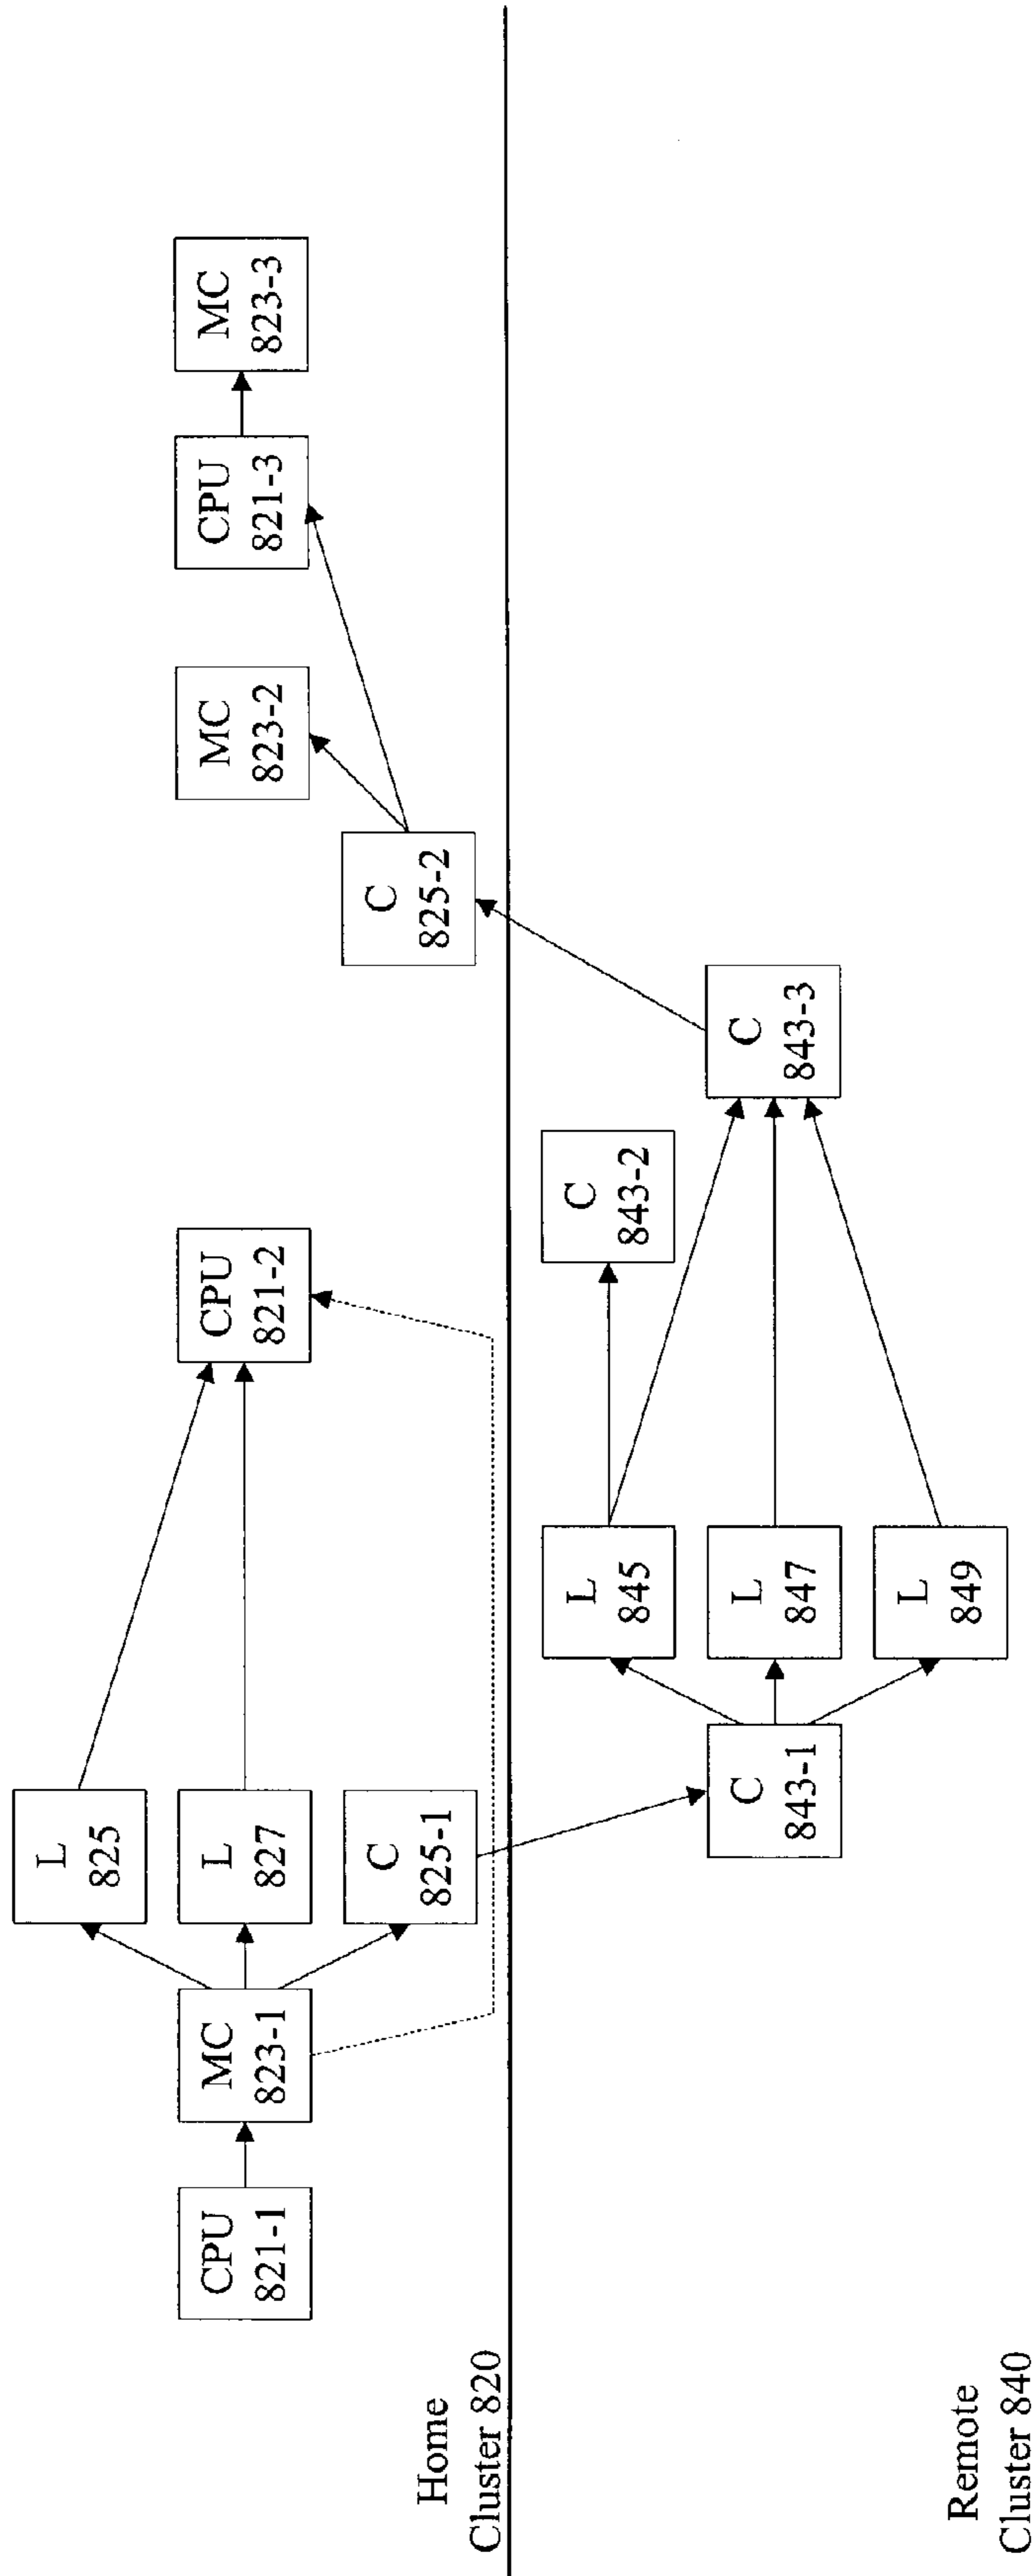 CPU
821-1
MC
823-1
L
825
L
827
C
825-1
CPU
821-2
C
825-2
MC
823-2
CPU
821-3
MC
823-3
Home
Cluster 820
C
843-1
L
845
L
847
L
849
C
843-2
C
843-3
Remote
Cluster 840